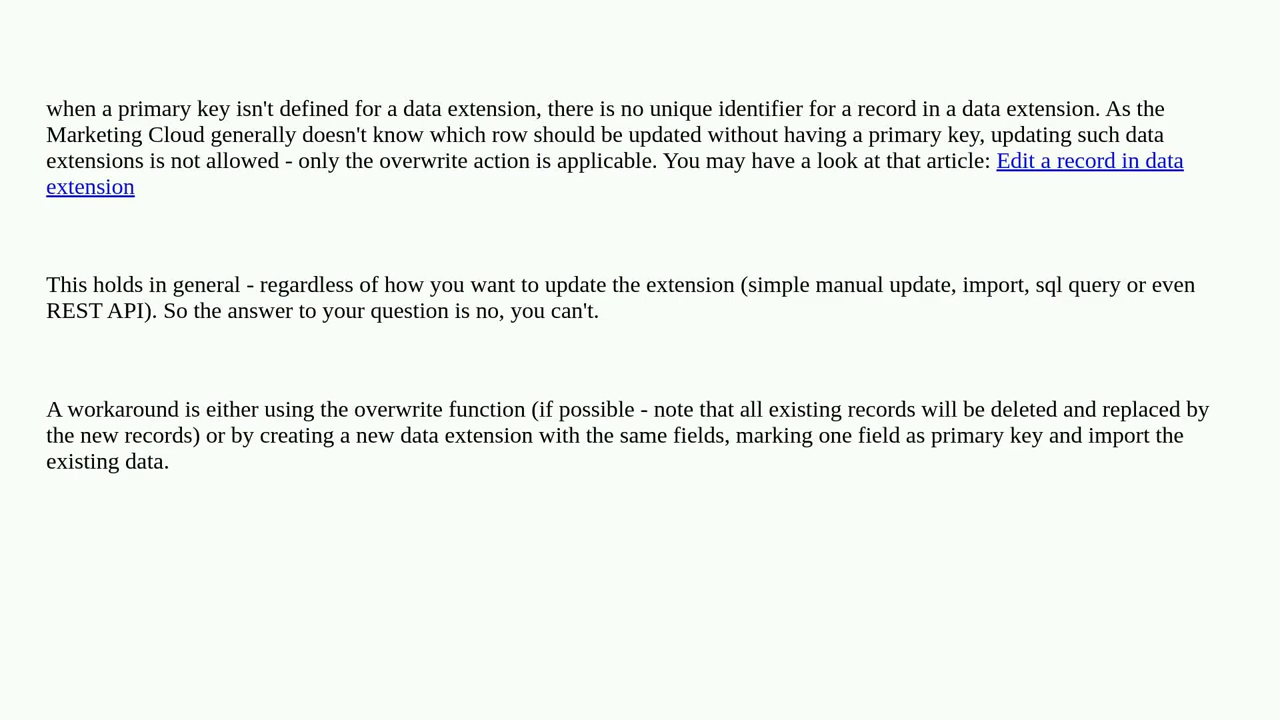 when a primary key isn't defined for a data extension, there is no unique identifier for a record in a data extension. As the
Marketing Cloud generally doesn't know which row should be updated without having a primary key, updating such data
extensions is not allowed - only the overwrite action is applicable. You may have a look at that article: Edit a record in data
extension
This holds in general - regardless of how you want to update the extension (simple manual update, import, sql query or even
REST API). So the answer to your question is no, you can't.
A workaround is either using the overwrite function (if possible - note that all existing records will be deleted and replaced by
the new records) or by creating a new data extension with the same fields, marking one field as primary key and import the
existing data.